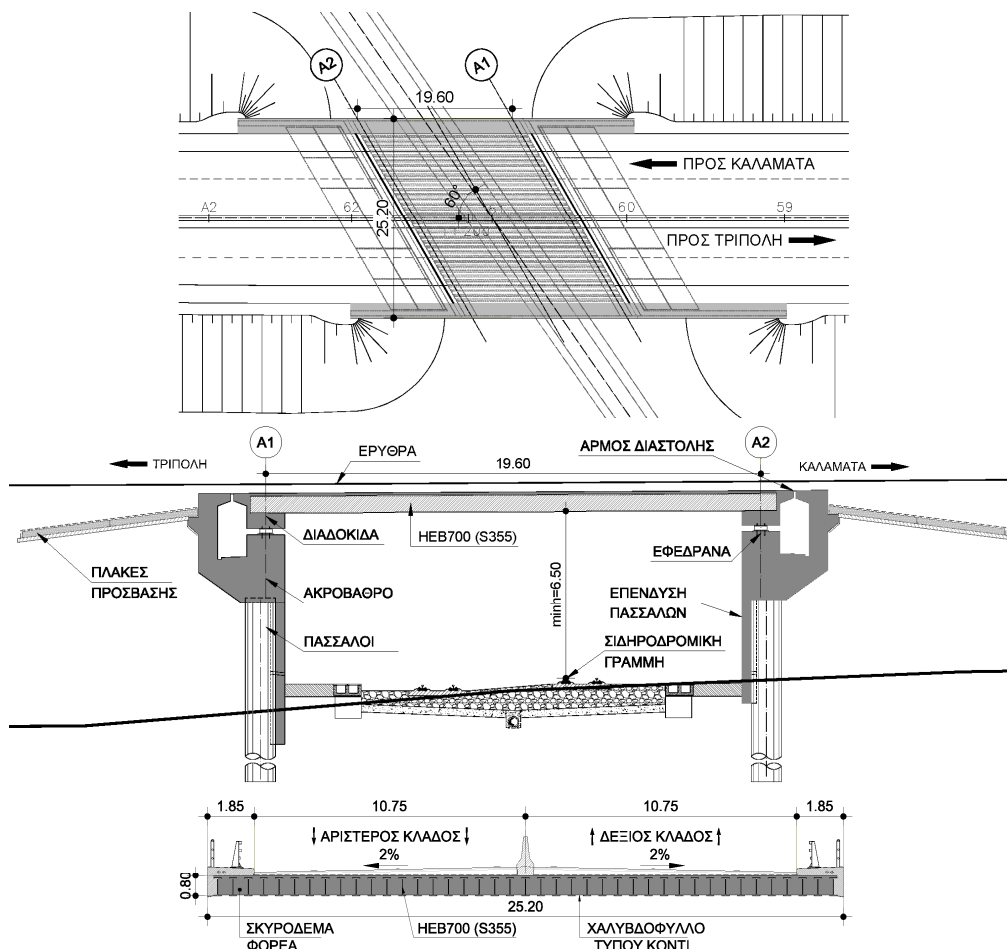 A2
A1
19.60
ΠΡΟΣ ΚΑΛΑΜΑΤΑ
60°
A2
62
25.20
60
59
ΠΡΟΣ ΤΡΙΠΟΛΗ
A1
A2
ΤΡΙΠΟΛΗ
ΕΡΥΘΡΑ
19.60
ΑΡΜΟΣ ΔΙΑΣΤΟΛΗΣ
ΚΑΛΑΜΑΤΑ
ΔΙΑΔΟΚΙΔΑ
HEB700 (S355)
ΕΦΕΔΡΑΝΑ
ΠΛΑΚΕΣ
ΠΡΟΣΒΑΣΗΣ
ΑΚΡΟΒΑΘΡΟ
minh=6.50
ΕΠΕΝΔΥΣΗ
ΠΑΣΣΑΛΩΝ
ΠΑΣΣΑΛΟΙ
ΣΙΔΗΡΟΔΡΟΜΙΚΗ
ΓΡΑΜΜΗ
1.85
10.75
10.75
1.85
ΑΡΙΣΤΕΡΟΣ ΚΛΑΔΟΣ
ΔΕΞΙΟΣ ΚΛΑΔΟΣ
2%
2%
0.80
25.20
ΣΚΥΡΟΔΕΜΑ
ΦΟΡΕΑ
HEB700 (S355)
ΧΑΛΥΒΔΟΦΥΛΛΟ
ΤΥΠΟΥ ΚΟΝΤΙ